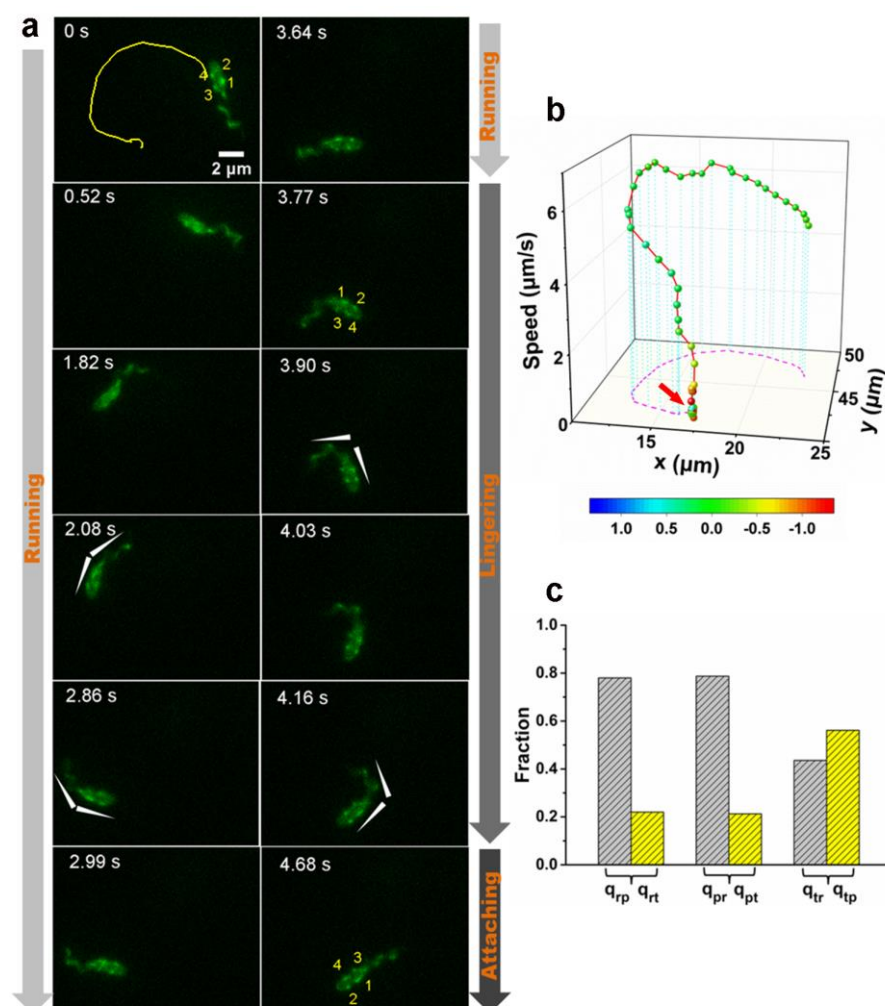 a
0 s
4
2
1
3
2 μm
0.52 s
1.82 s
2.08 s
2.86 s
2.99 s
Running
3.64 s
3.77 s
1
2
3
4
3.90 s
4.03 s
4.16 s
4.68 s
4
3
1
2
Running
Lingering
Attaching
b
Speed (μm/s)
6
4
2
0
15
20
25
x (μm)
50
45
y (μm)
1.0 0.5 0.0 -0.5 -1.0
c
Fraction
1.0
0.8
0.6
0.4
0.2
0.0
qrp qrt qpr qpt qtr qtp